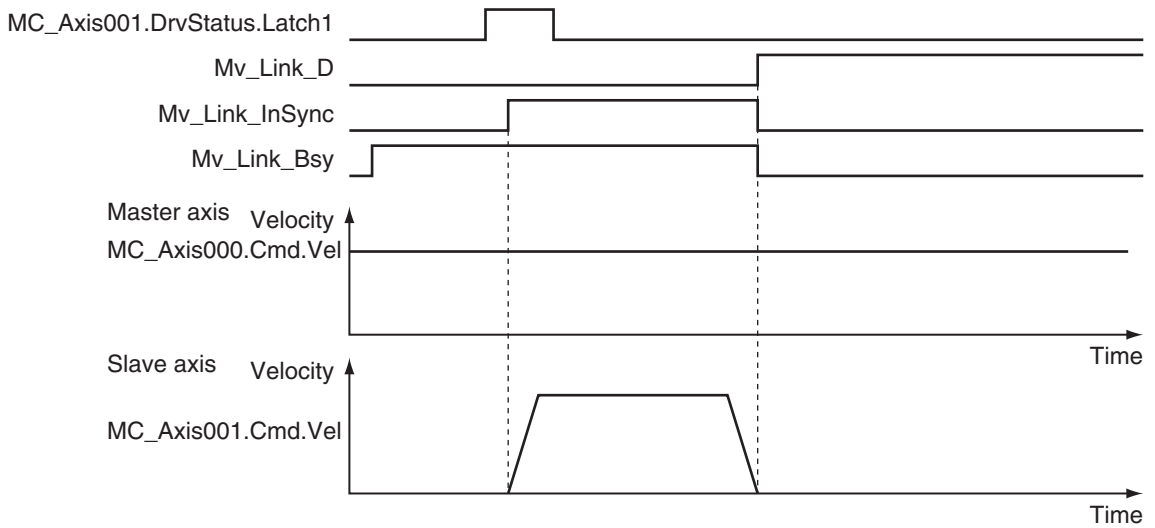 MC_Axis001.DrvStatus.Latch1
Mv_Link_D
Mv_Link_InSync
Mv_Link_Bsy
Master axis Velocity
MC_Axis000.Cmd.Vel
Time
Slave axis Velocity
MC_Axis001.Cmd.Vel
Time